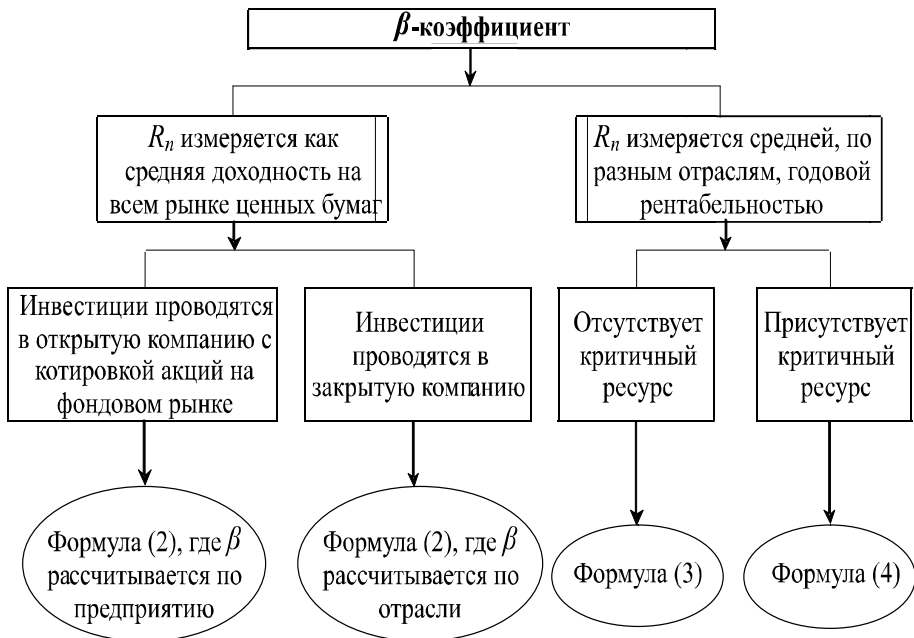 β-коэффициент
Rn измеряется как
средняя доходность на
всем рынке ценных бумаг
Rn измеряется средней, по
разным отраслям, годовой
рентабельностью
Инвестиции проводятся
в открытую компанию с
котировкой акций на
фондовом рынке
Инвестиции
проводятся в
закрытую компанию
Отсутствует
критичный
ресурс
Присутствует
критичный
ресурс
Формула (2), где β
рассчитывается по
предприятию
Формула (2), где β
рассчитывается по
отрасли
Формула (3)
Формула (4)